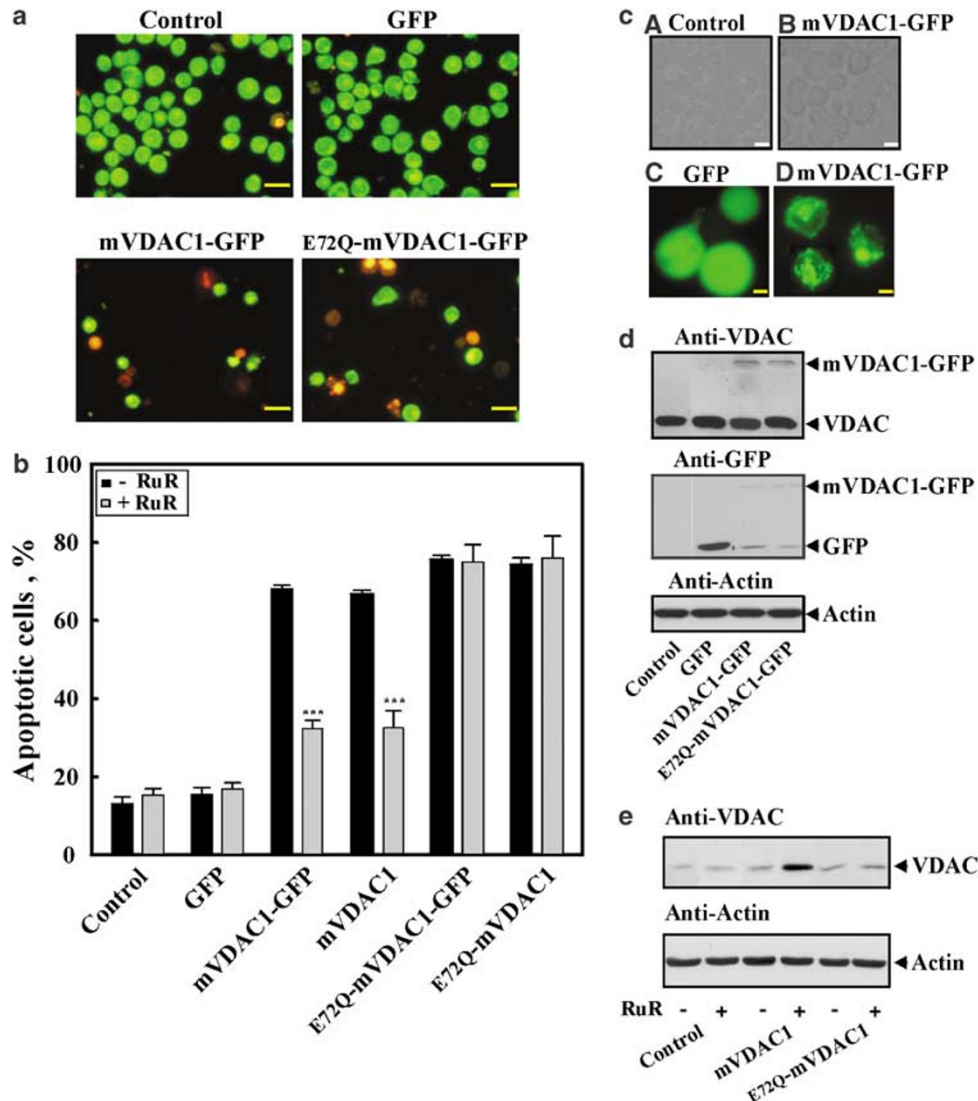 a
Control
GFP
mVDAC1-GFP
E72Q-mVDAC1-GFP
b
100
80
60
40
20
0
Apoptotic cells , %
- RuR
+ RuR
***
***
Control
GFP
mVDAC1-GFP
mVDAC1
E72Q-mVDAC1-GFP
E72Q-mVDAC1
c
A Control
B mVDAC1-GFP
C GFP
D mVDAC1-GFP
d
Anti-VDAC
mVDAC1-GFP
VDAC
Anti-GFP
mVDAC1-GFP
GFP
Anti-Actin
Actin
Control
GFP
mVDAC1-GFP
E72Q-mVDAC1-GFP
e
Anti-VDAC
VDAC
Anti-Actin
Actin
RuR - + - + - +
Control
mVDAC1
E72Q-mVDAC1